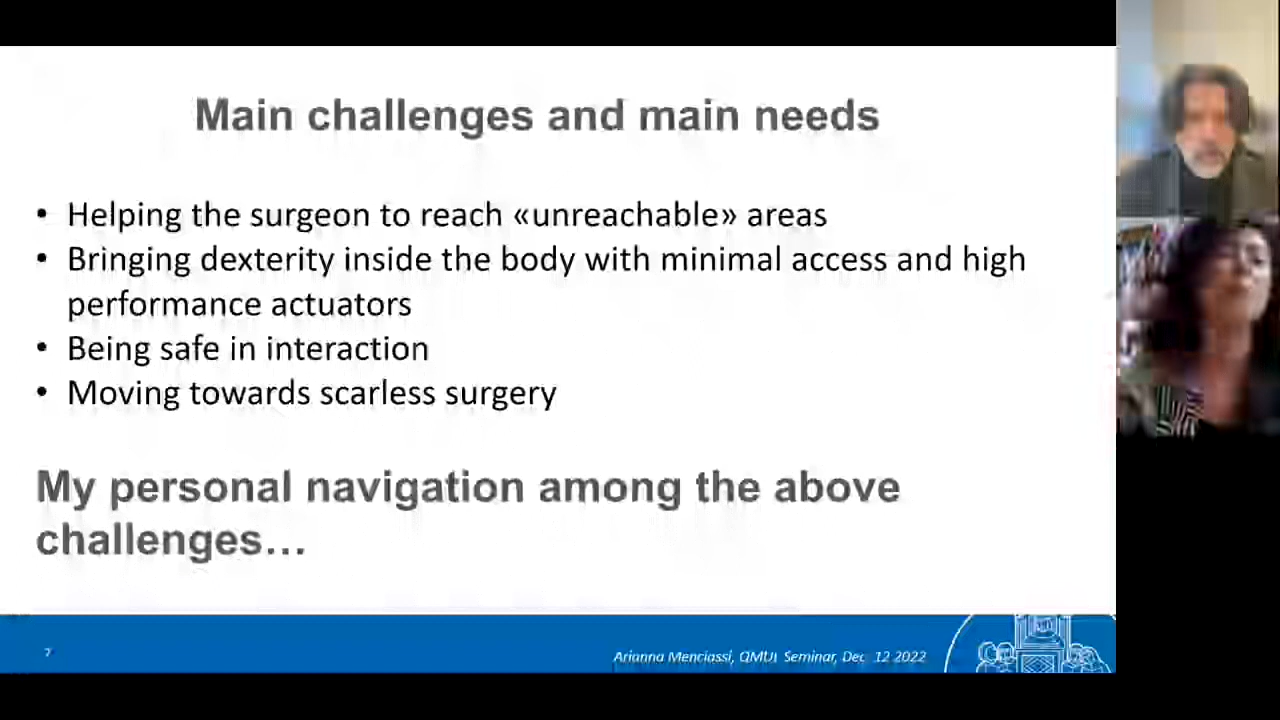 Main challenges and main needs
• Helping the surgeon to reach «unreachable» areas
• Bringing dexterity inside the body with minimal access and high
performance actuators
• Being safe in interaction
• Moving towards scarless surgery
My personal navigation among the above
challenges…
7
Arianna Menciassi, QMUL Seminar, Dec 12 2022